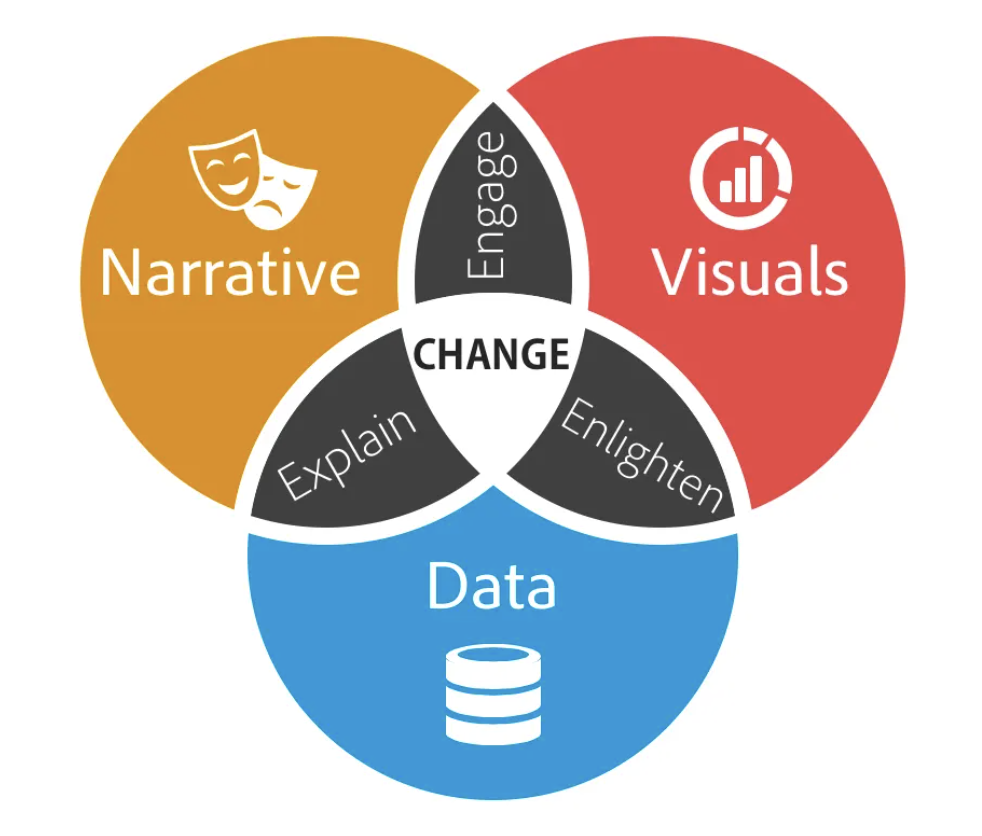 Engage
Narrative
Visuals
CHANGE
Explain
Enlighten
Data